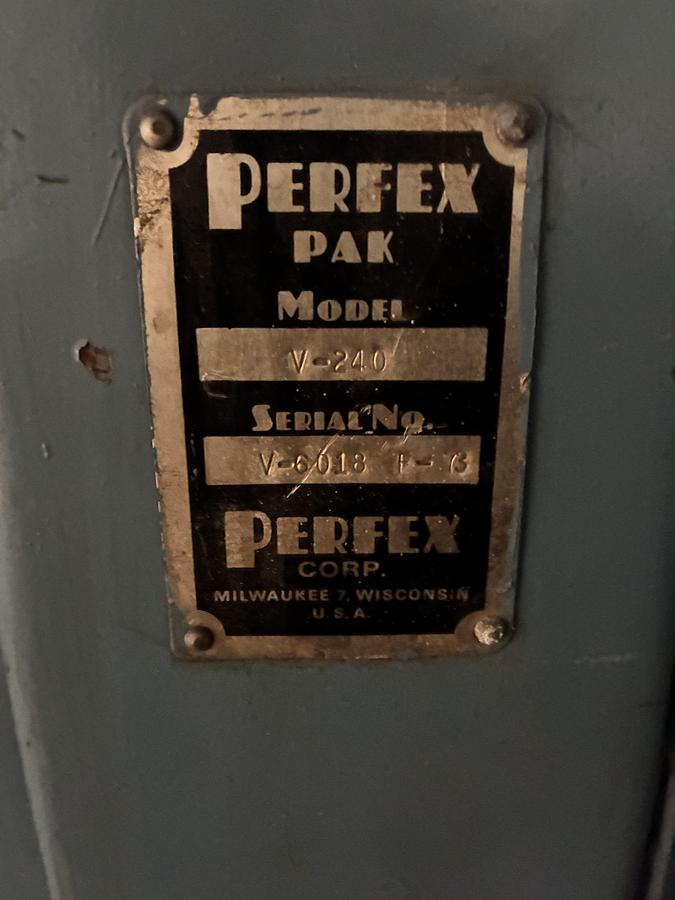 PERFEX
PAK
MODEL
V-240
SERIAL NO.
V-6018
PERFEX
CORP.
MILWAUKEE 7, WISCONSIN
U.S.A.